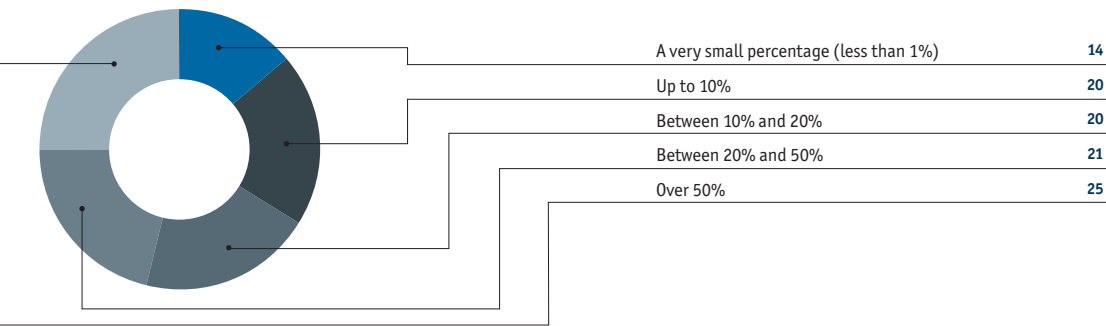 A very small percentage (less than 1%) 14
Up to 10% 20
Between 10% and 20% 20
Between 20% and 50% 21
Over 50% 25